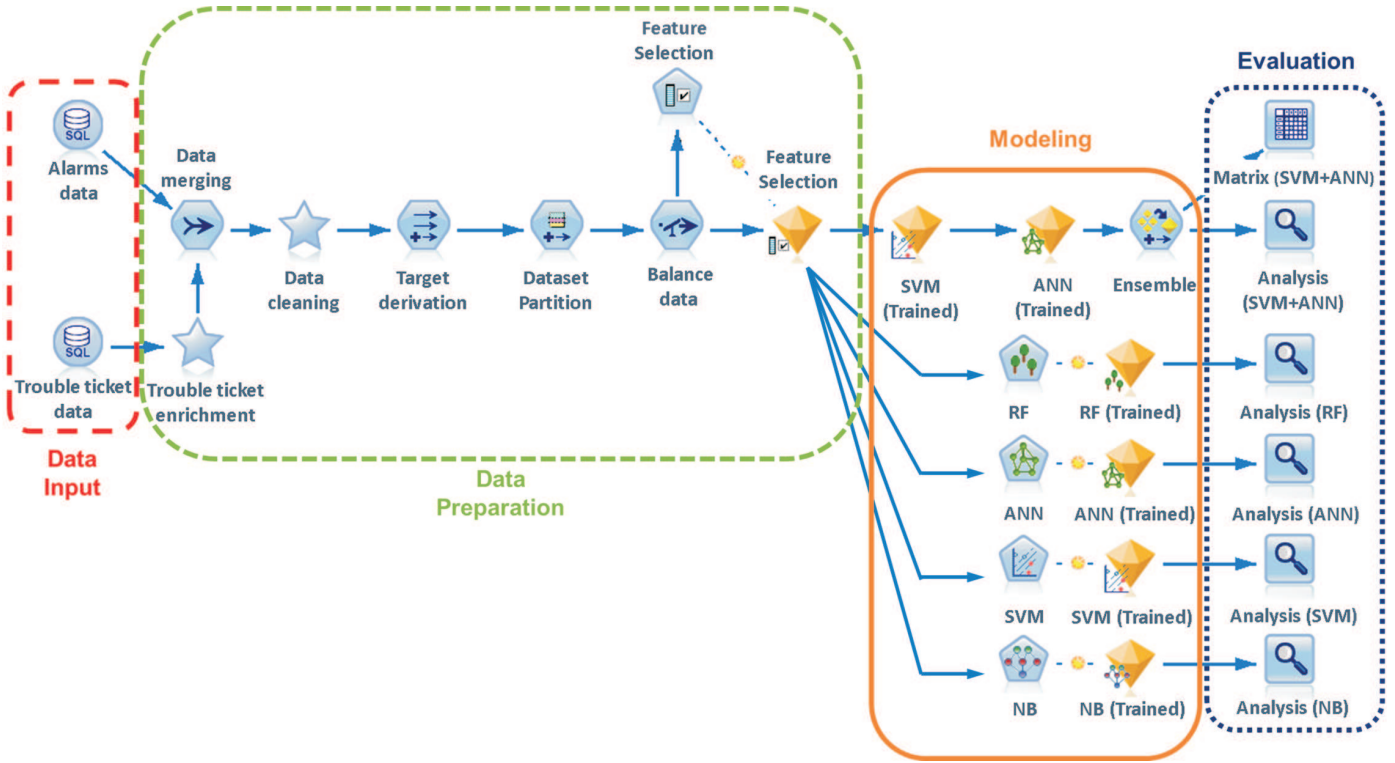 Feature
Selection
Evaluation
SQL
Alarms
data
Data
merging
Modeling
Feature
Selection
Matrix (SVM+ANN)
Data
cleaning
Target
derivation
Dataset
Partition
Balance
data
SVM
(Trained)
ANN
(Trained)
Ensemble
Analysis
(SVM+ANN)
SQL
Trouble ticket
data
Trouble ticket
enrichment
RF
RF (Trained)
Analysis (RF)
Data
Input
Data
Preparation
ANN
ANN (Trained)
Analysis (ANN)
SVM
SVM (Trained)
Analysis (SVM)
NB
NB (Trained)
Analysis (NB)